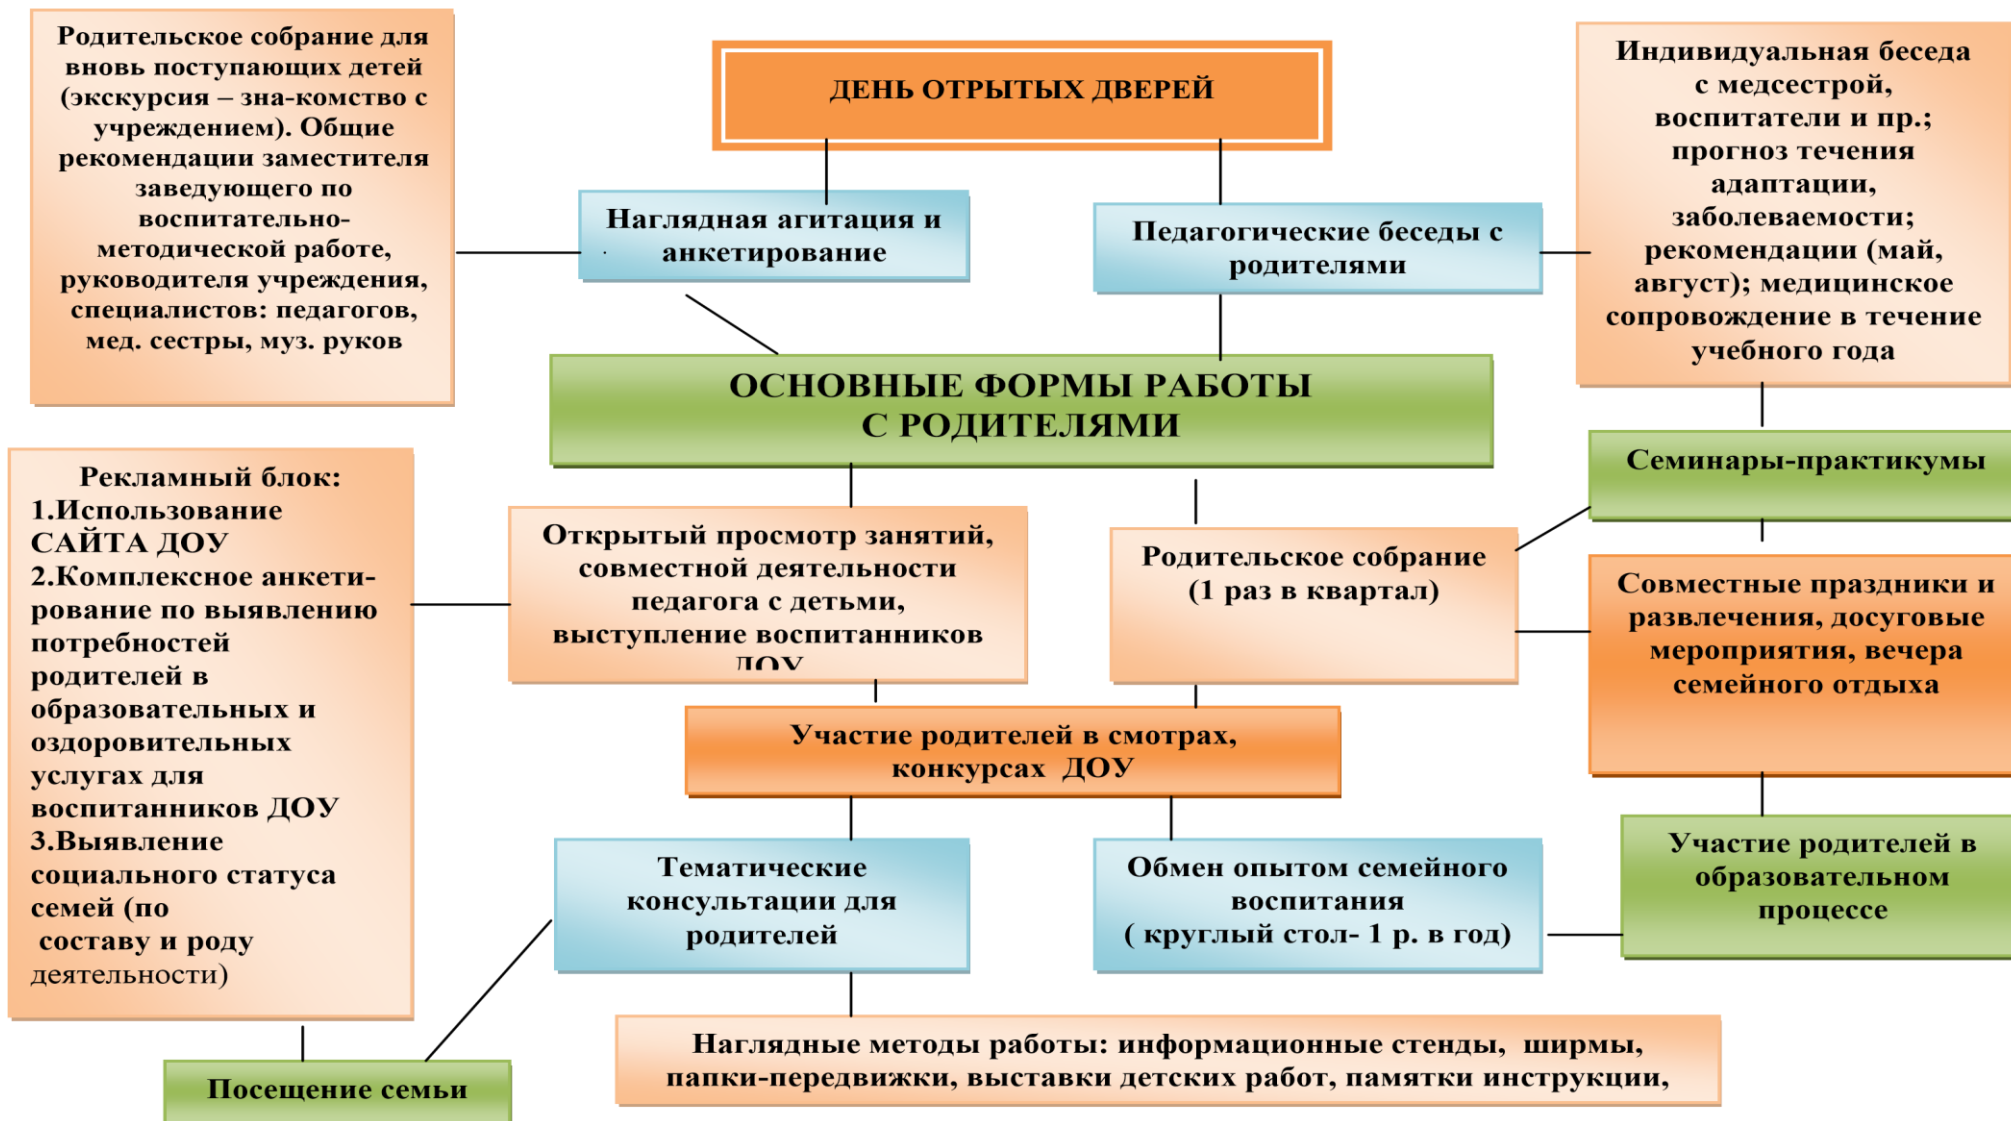 Родительское собрание для
вновь поступающих детей
(экскурсия – зна-комство с
учреждением). Общие
рекомендации заместителя
заведующего по
воспитательно-
методической работе,
руководителя учреждения,
специалистов: педагогов,
мед. сестры, муз. руков
ДЕНЬ ОТРЫТЫХ ДВЕРЕЙ
Индивидуальная беседа
с медсестрой,
воспитатели и пр.;
прогноз течения
адаптации,
заболеваемости;
рекомендации (май,
август); медицинское
сопровождение в течение
учебного года
Наглядная агитация и
анкетирование
Педагогические беседы с
родителями
ОСНОВНЫЕ ФОРМЫ РАБОТЫ
С РОДИТЕЛЯМИ
Рекламный блок:
1.Использование
САЙТА ДОУ
2.Комплексное анкети-
рование по выявлению
потребностей
родителей в
образовательных и
оздоровительных
услугах для
воспитанников ДОУ
3.Выявление
социального статуса
семей (по
составу и роду
деятельности)
Открытый просмотр занятий,
совместной деятельности
педагога с детьми,
выступление воспитанников
ДОУ
Родительское собрание
(1 раз в квартал)
Семинары-практикумы
Совместные праздники и
развлечения, досуговые
мероприятия, вечера
семейного отдыха
Участие родителей в смотрах,
конкурсах ДОУ
Тематические
консультации для
родителей
Обмен опытом семейного
воспитания
( круглый стол- 1 р. в год)
Участие родителей в
образовательном
процессе
Наглядные методы работы: информационные стенды, ширмы,
папки-передвижки, выставки детских работ, памятки инструкции,
Посещение семьи